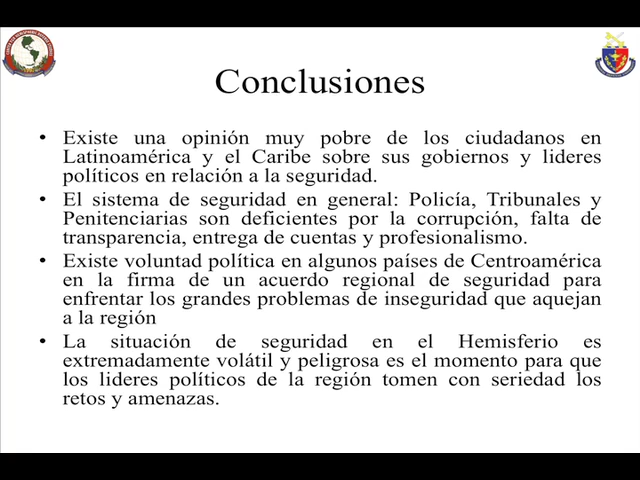 Conclusiones
• Existe una opinión muy pobre de los ciudadanos en
Latinoamérica y el Caribe sobre sus gobiernos y lideres
políticos en relación a la seguridad.
• El sistema de seguridad en general: Policía, Tribunales y
Penitenciarias son deficientes por la corrupción, falta de
transparencia, entrega de cuentas y profesionalismo.
• Existe voluntad política en algunos países de Centroamérica
en la firma de un acuerdo regional de seguridad para
enfrentar los grandes problemas de inseguridad que aquejan
a la región
• La situación de seguridad en el Hemisferio es
extremadamente volátil y peligrosa es el momento para que
los lideres políticos de la región tomen con seriedad los
retos y amenazas.